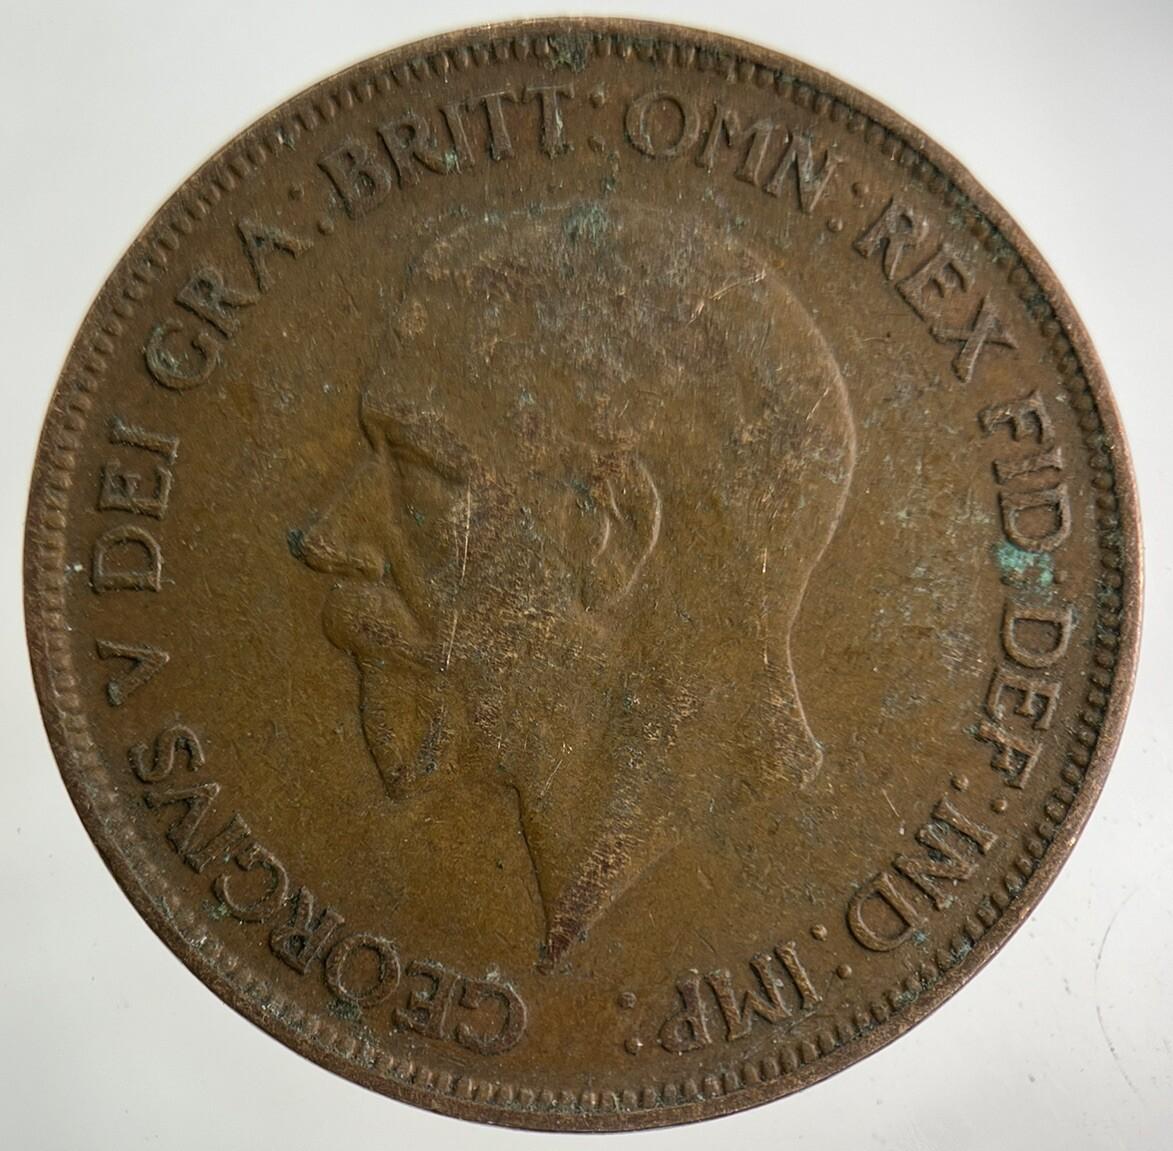 GEORGIVS V DEI GRA: BRITT: OMN: REX FID: DEF: IND: IMP: